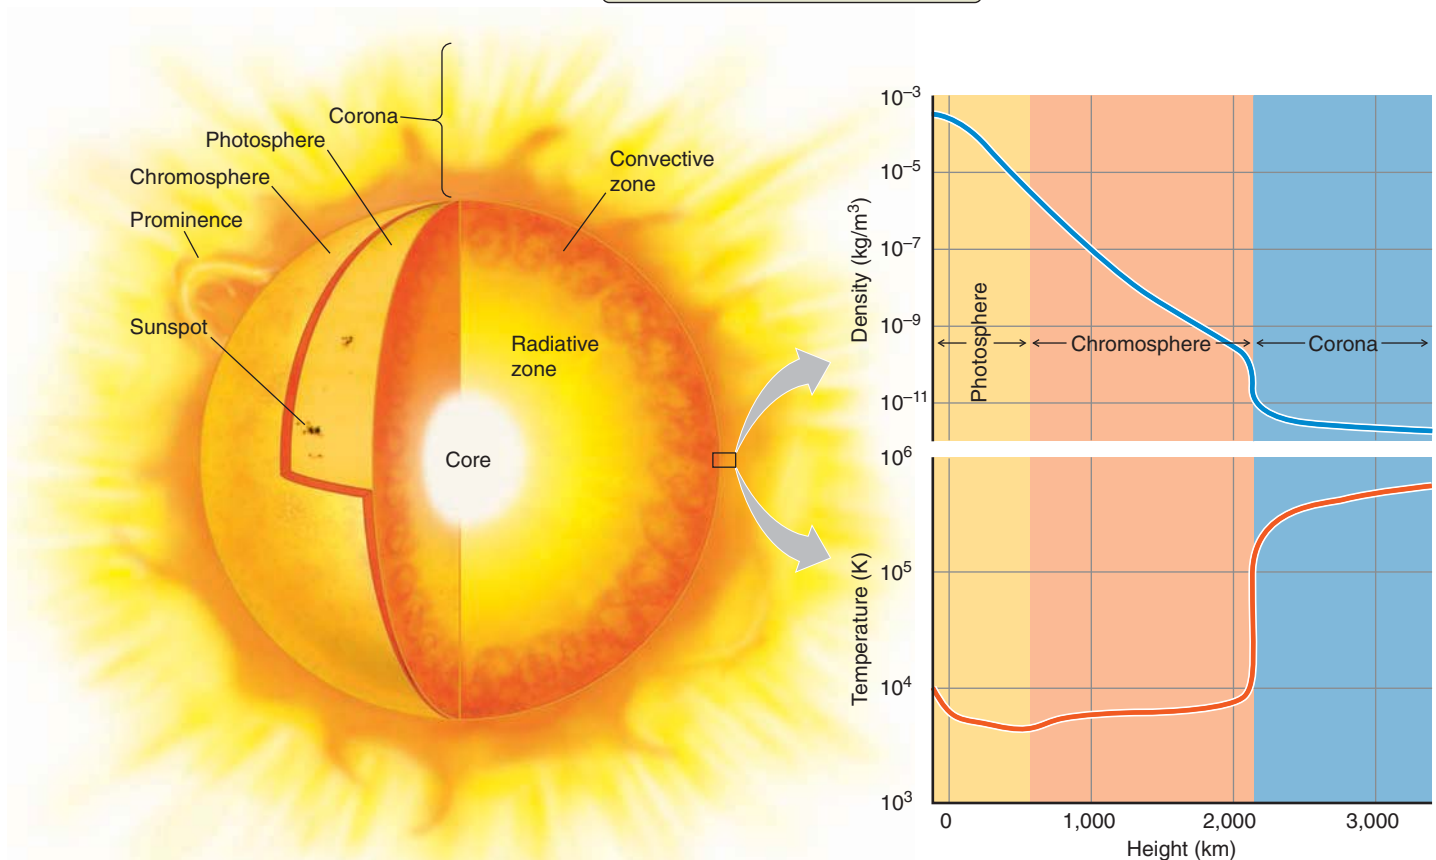 Corona
Photosphere
Chromosphere
Prominence
Sunspot
Convective
zone
Radiative
zone
Core
Density (kg/m³)
10⁻³
10⁻⁵
10⁻⁷
10⁻⁹
10⁻¹¹
Photosphere
Chromosphere
Corona
Temperature (K)
10⁶
10⁵
10⁴
10³
0
1,000
2,000
3,000
Height (km)